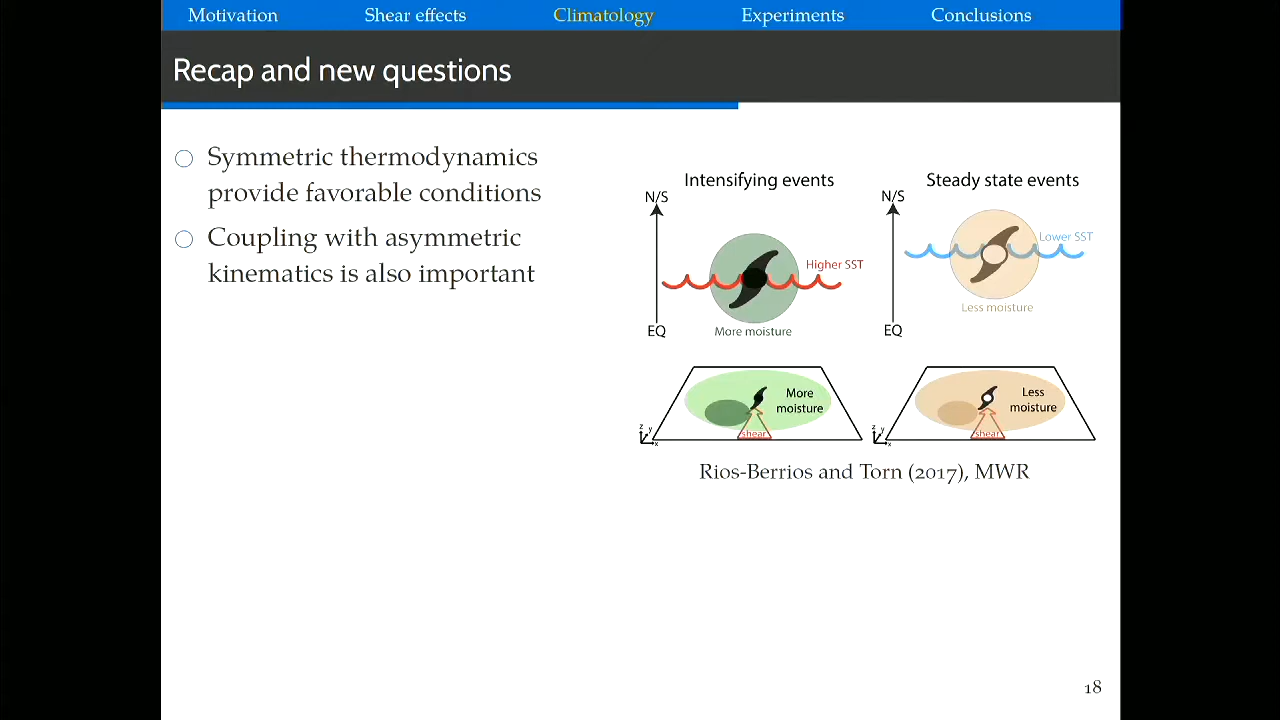 Motivation Shear effects Climatology Experiments Conclusions
Recap and new questions
Symmetric thermodynamics
provide favorable conditions
Coupling with asymmetric
kinematics is also important
Intensifying events
N/S
Higher SST
EQ
More moisture
Steady state events
N/S
Lower SST
Less moisture
EQ
More
moisture
shear
z y
x
Less
moisture
shear
z y
x
Rios-Berrios and Torn (2017), MWR
18